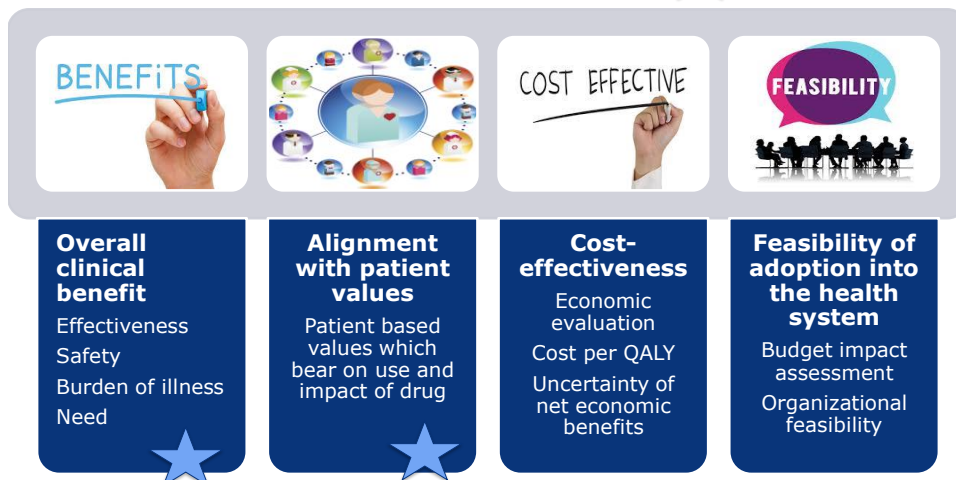 BENEFiTS
COST EFFECTIVE
FEASIBILITY
Overall
clinical
benefit
Effectiveness
Safety
Burden of illness
Need
Alignment
with patient
values
Patient based
values which
bear on use and
impact of drug
Cost-
effectiveness
Economic
evaluation
Cost per QALY
Uncertainty of
net economic
benefits
Feasibility of
adoption into
the health
system
Budget impact
assessment
Organizational
feasibility